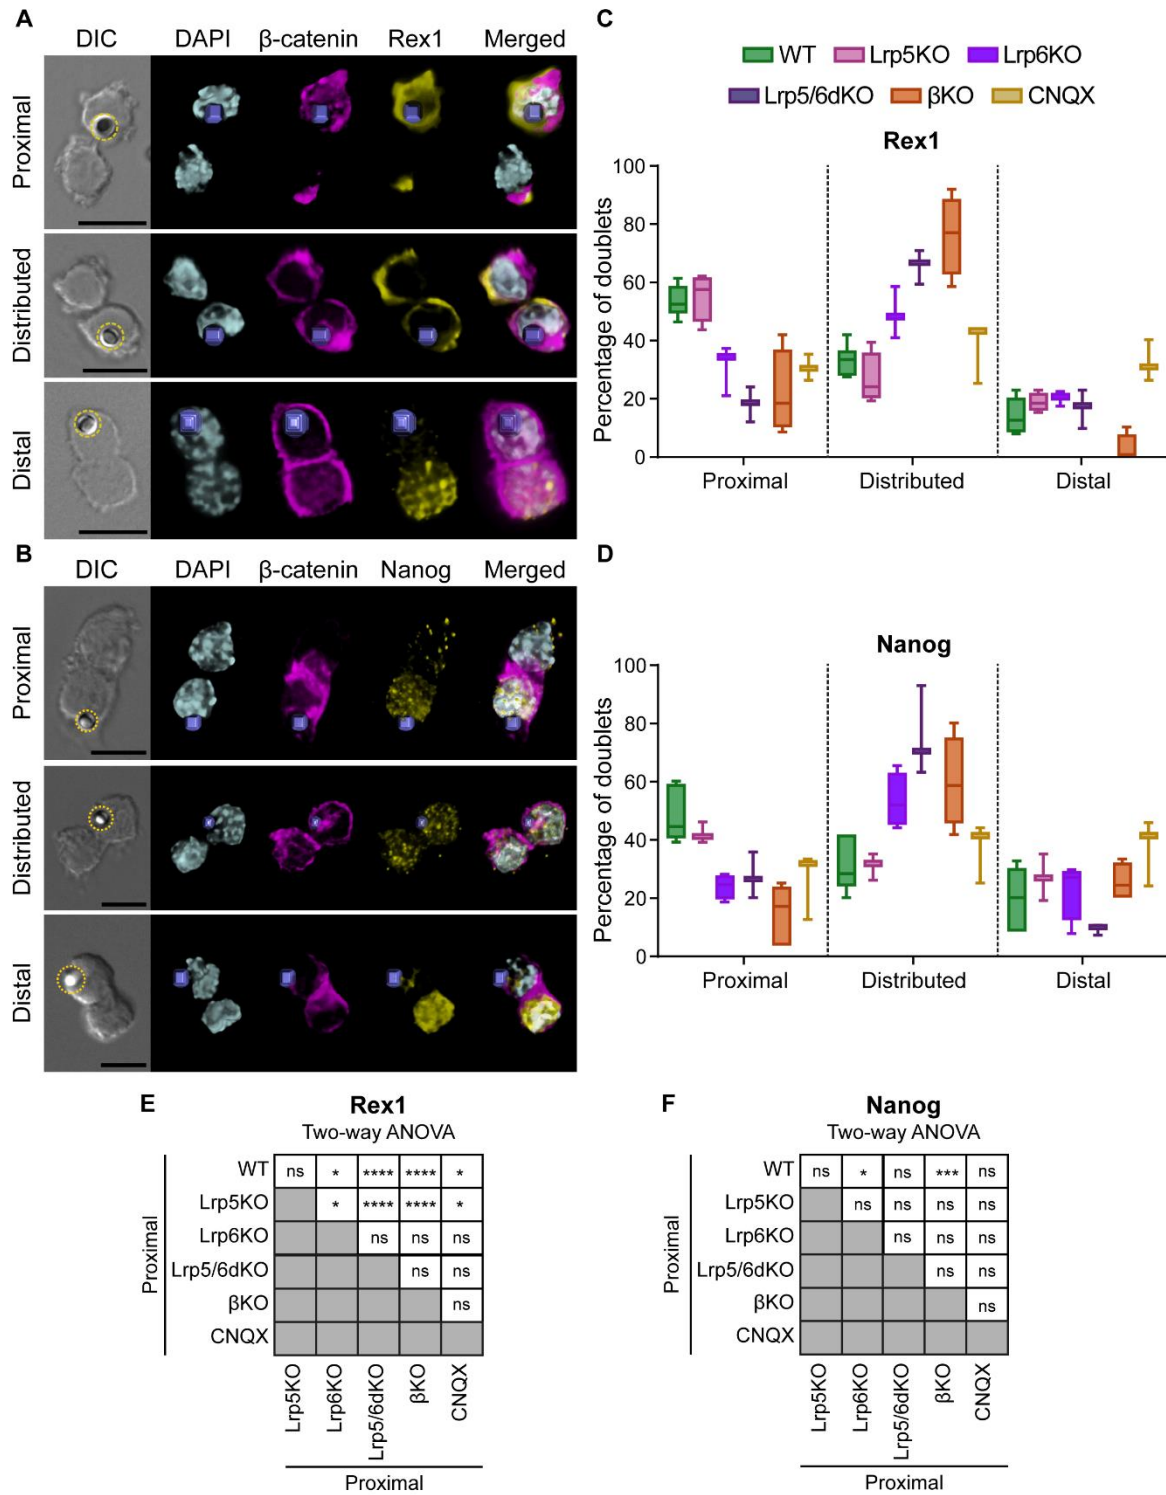 A
DIC DAPI β-catenin Rex1 Merged
Proximal
Distributed
Distal
B
DIC DAPI β-catenin Nanog Merged
Proximal
Distributed
Distal
C
WT Lrp5KO Lrp6KO
Lrp5/6dKO βKO CNQX
Rex1
Percentage of doublets
100
80
60
40
20
0
Proximal Distributed Distal
D
Nanog
Percentage of doublets
100
80
60
40
20
0
Proximal Distributed Distal
E
Rex1
Two-way ANOVA
Proximal
WT ns * **** **** *
Lrp5KO * **** **** *
Lrp6KO ns ns ns
Lrp5/6dKO ns ns
βKO ns
CNQX
Lrp5KO Lrp6KO Lrp5/6dKO βKO CNQX
Proximal
F
Nanog
Two-way ANOVA
Proximal
WT ns * ns *** ns
Lrp5KO ns ns ns ns
Lrp6KO ns ns ns
Lrp5/6dKO ns ns
βKO ns
CNQX
Lrp5KO Lrp6KO Lrp5/6dKO βKO CNQX
Proximal